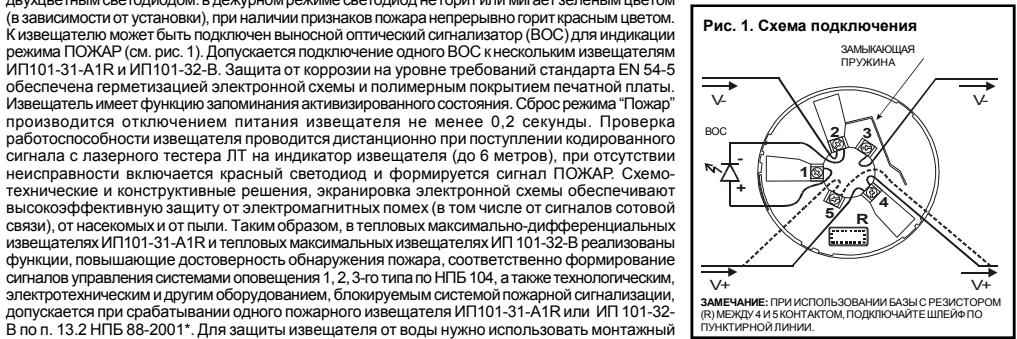 двухцветным светодиодом: в дежурном режиме светодиод не горит или мигает зеленым цветом
(в зависимости от установки), при наличии признаков пожара непрерывно горит красным цветом.
К извещателю может быть подключен выносной оптический сигнализатор (ВОС) для индикации
режима ПОЖАР (см. рис. 1). Допускается подключение одного ВОС к нескольким извещателям
ИП101-31-A1R и ИП101-32-В. Защита от коррозии на уровне требований стандарта EN 54-5
обеспечена герметизацией электронной схемы и полимерным покрытием печатной платы.
Извещатель имеет функцию запоминания активизированного состояния. Сброс режима "Пожар"
производится отключением питания извещателя не менее 0,2 секунды. Проверка
работоспособности извещателя проводится дистанционно при поступлении кодированного
сигнала с лазерного тестера ЛТ на индикатор извещателя (до 6 метров), при отсутствии
неисправности включается красный светодиод и формируется сигнал ПОЖАР. Схемо-
технические и конструктивные решения, экранировка электронной схемы обеспечивают
высокоэффективную защиту от электромагнитных помех (в том числе от сигналов сотовой
связи), от насекомых и от пыли. Таким образом, в тепловых максимально-дифференциальных
извещателях ИП101-31-A1R и тепловых максимальных извещателях ИП 101-32-В реализованы
функции, повышающие достоверность обнаружения пожара, соответственно формирование
сигналов управления системами оповещения 1, 2, 3-го типа по НПБ 104, а также технологическим,
электротехническим и другим оборудованием, блокируемым системой пожарной сигнализации,
допускается при срабатывании одного пожарного извещателя ИП101-31-A1R или ИП 101-32-
В по п. 13.2 НПБ 88-2001*. Для защиты извещателя от воды нужно использовать монтажный
Рис. 1. Схема подключения
ЗАМЫКАЮЩАЯ
ПРУЖИНА
V-
V-
ВОС
2
3
-
+
1
5
4
R
V+
V+
ЗАМЕЧАНИЕ: ПРИ ИСПОЛЬЗОВАНИИ БАЗЫ С РЕЗИСТОРОМ
(R) МЕЖДУ 4 И 5 КОНТАКТОМ, ПОДКЛЮЧАЙТЕ ШЛЕЙФ ПО
ПУНКТИРНОЙ ЛИНИИ.